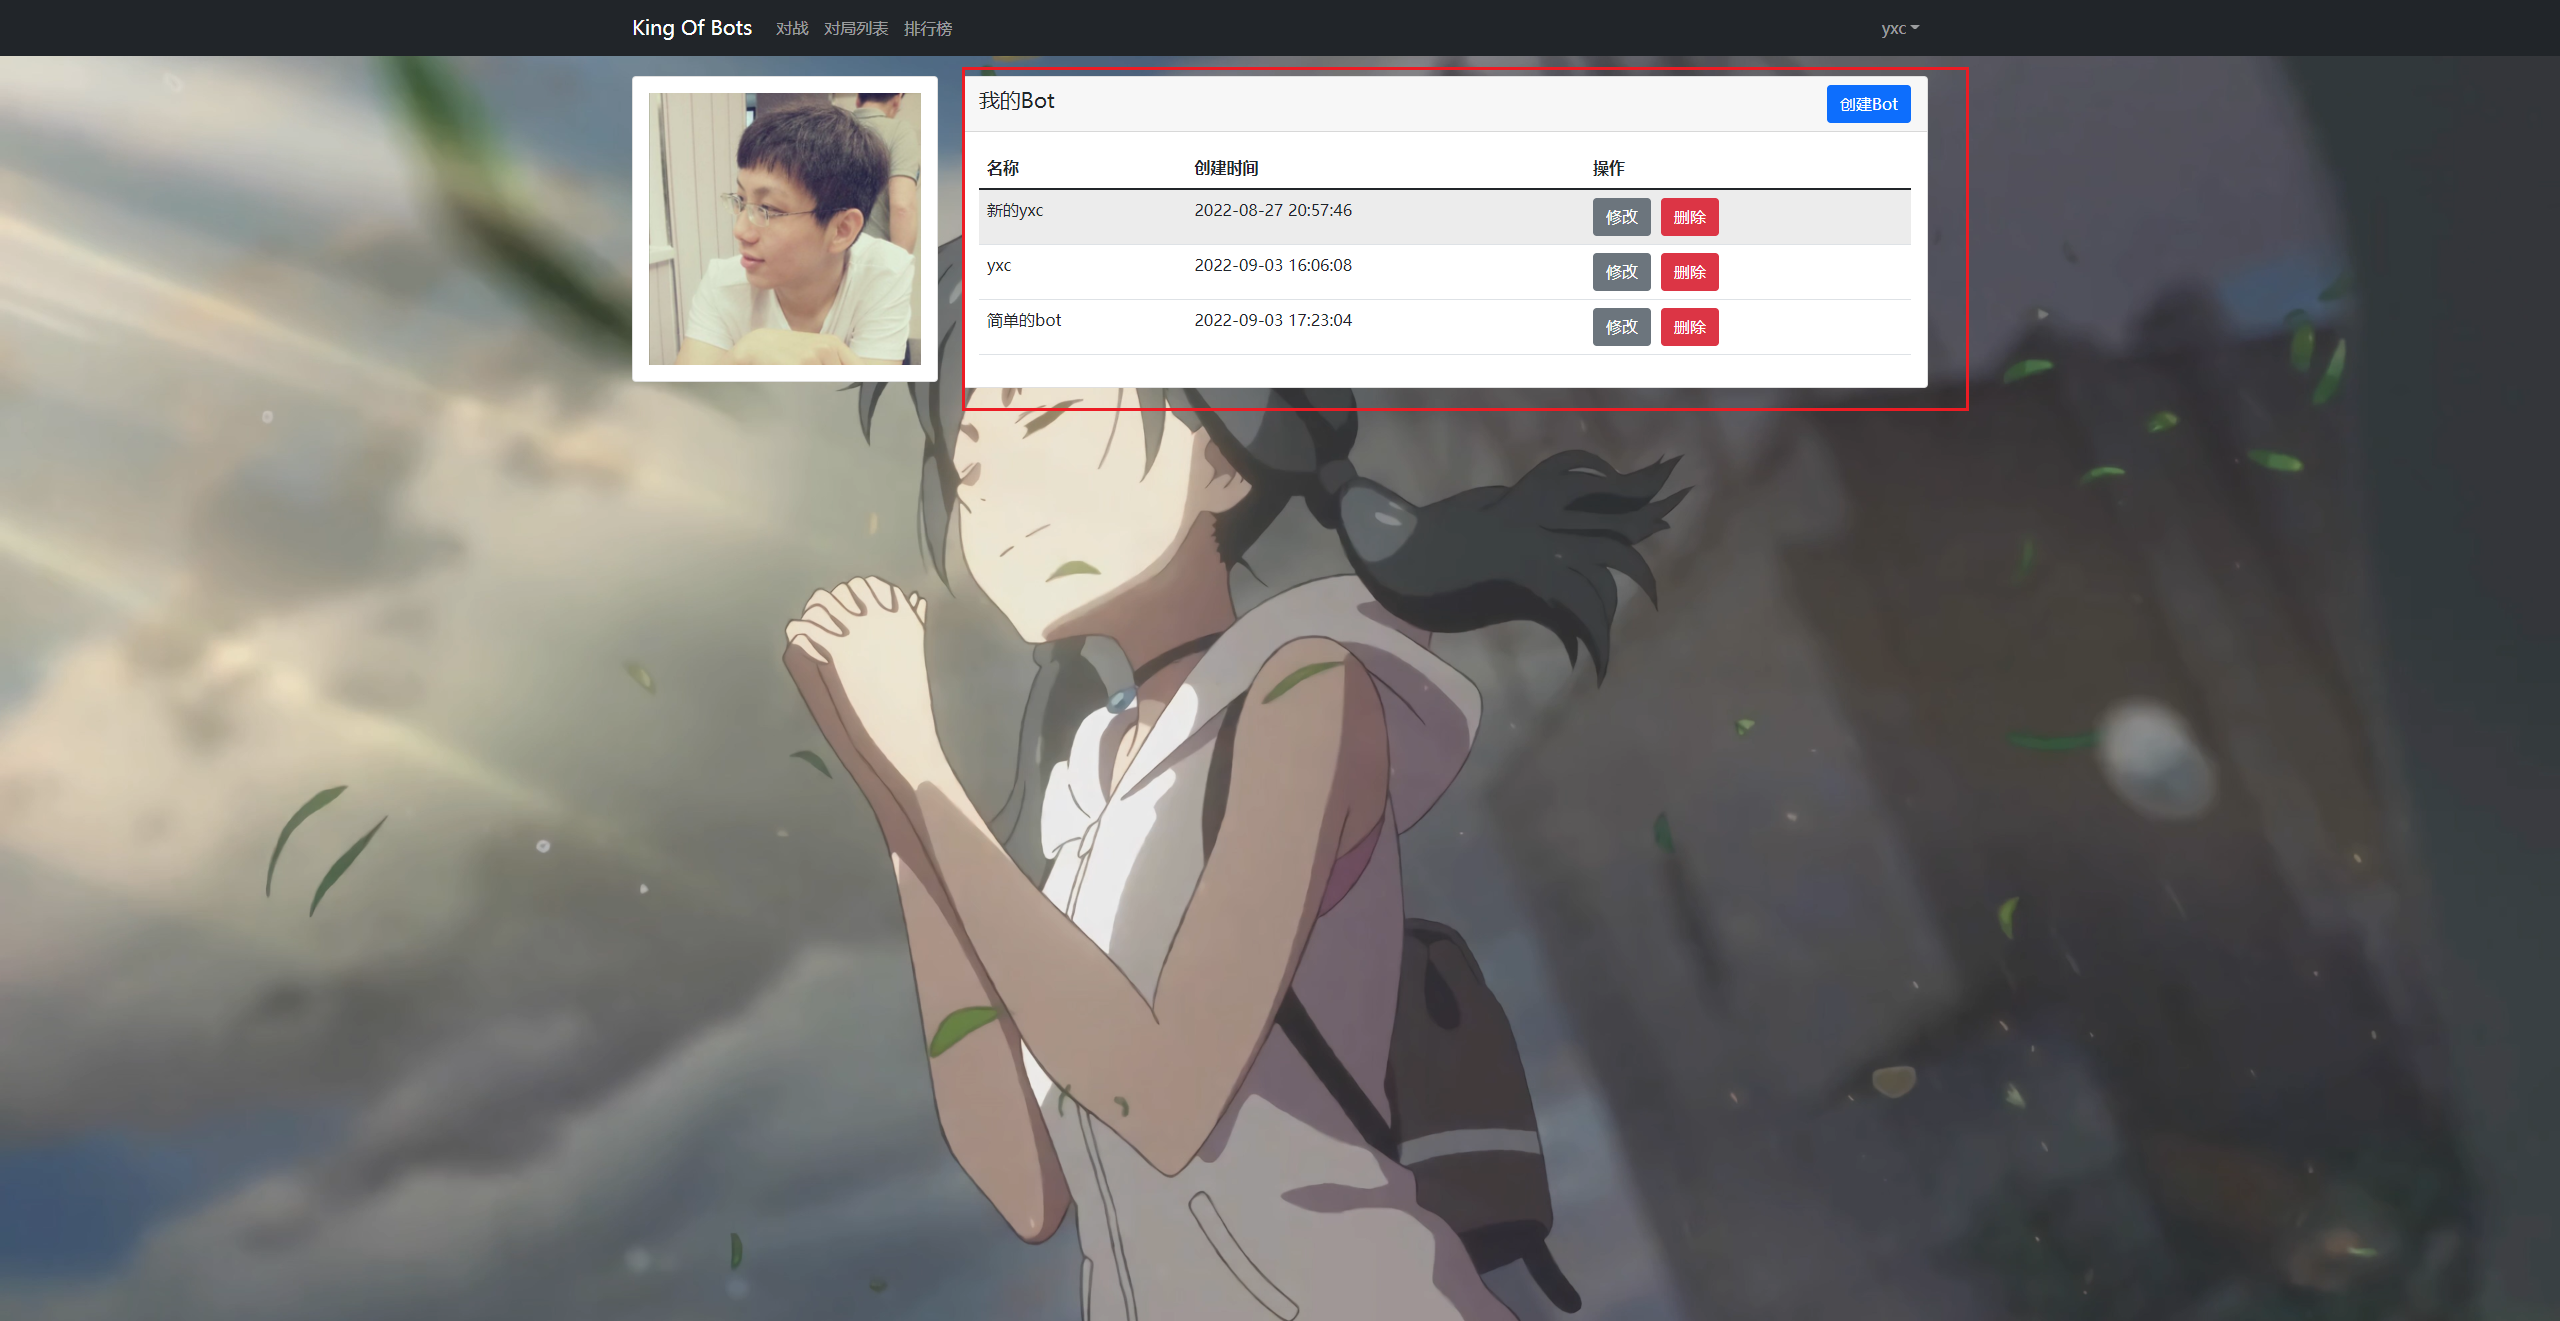 King Of Bots 对战 对局列表 排行榜 yxc
我的Bot 创建Bot
名称 创建时间 操作
新的yxc 2022-08-27 20:57:46 修改 删除
yxc 2022-09-03 16:06:08 修改 删除
简单的bot 2022-09-03 17:23:04 修改 删除